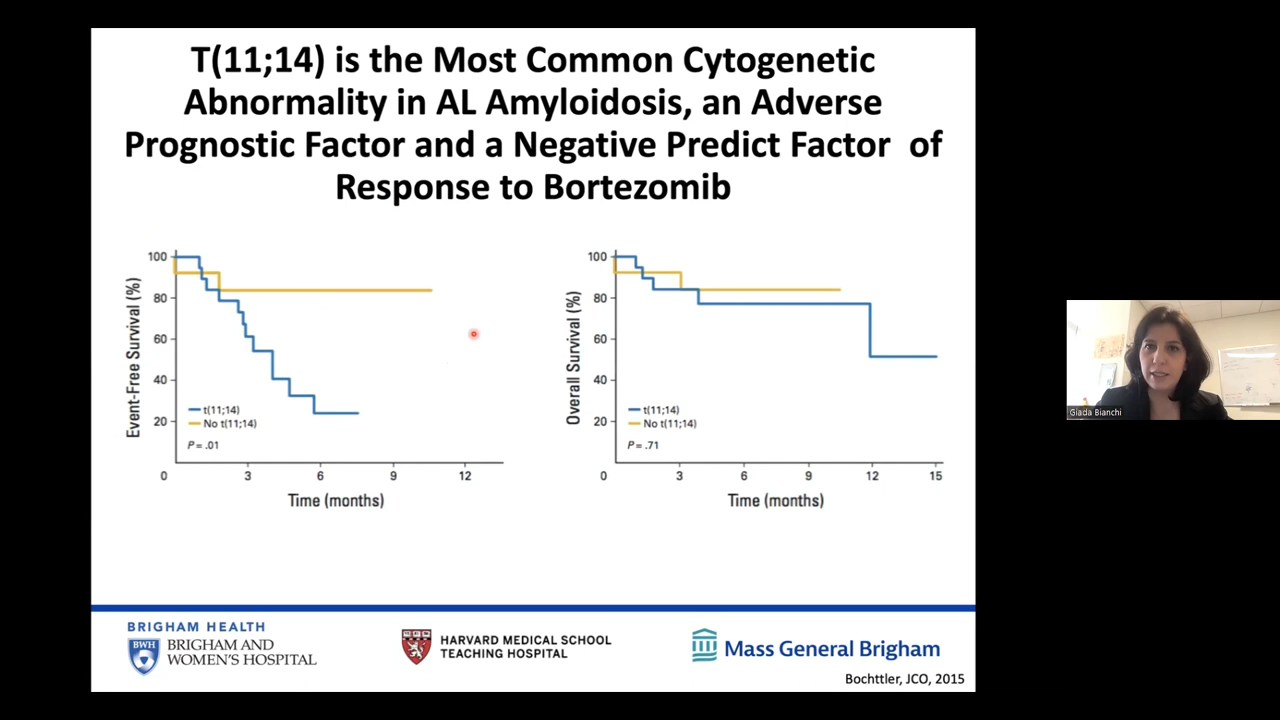 T(11;14) is the Most Common Cytogenetic
Abnormality in AL Amyloidosis, an Adverse
Prognostic Factor and a Negative Predict Factor of
Response to Bortezomib
Event-Free Survival (%)
100
80
60
40
20
t(11;14)
No t(11;14)
P = .01
0
3
6
9
12
Time (months)
Overall Survival (%)
100
80
60
40
20
t(11;14)
No t(11;14)
P = .71
0
3
6
9
12
15
Time (months)
Giada Bianchi
BRIGHAM HEALTH
BWH
BRIGHAM AND
WOMEN'S HOSPITAL
HARVARD MEDICAL SCHOOL
TEACHING HOSPITAL
Mass General Brigham
Bochttler, JCO, 2015